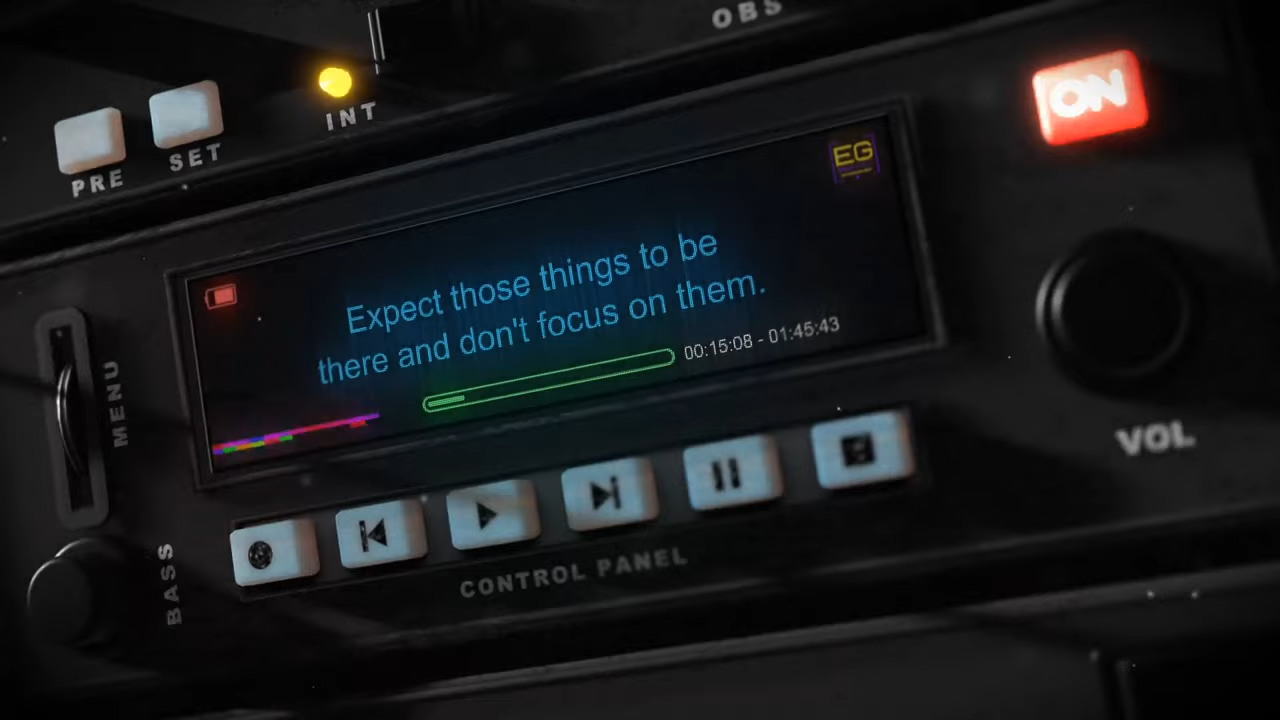 OBS
ON
INT
PRE
SET
EG
Expect those things to be
there and don't focus on them.
00:15:08 - 01:45:43
MENU
VOL
BASS
CONTROL PANEL